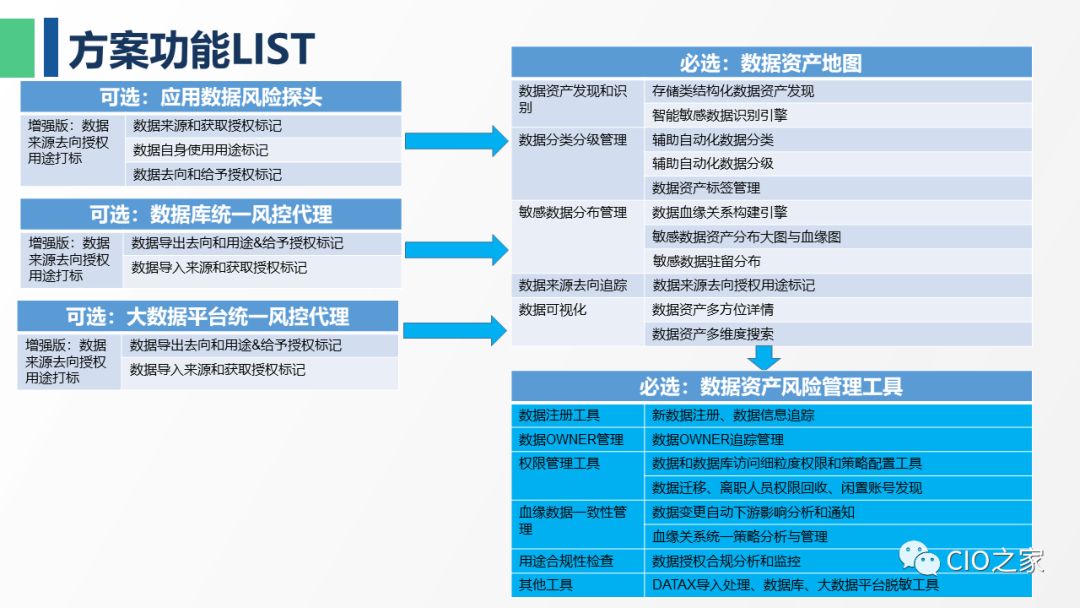 方案功能LIST
可选：应用数据风险探头
增强版：数据
来源去向授权
用途打标
数据来源和获取授权标记
数据自身使用用途标记
数据去向和给予授权标记
可选：数据库统一风控代理
增强版：数据
来源去向授权
用途打标
数据导出去向和用途&给予授权标记
数据导入来源和获取授权标记
可选：大数据平台统一风控代理
增强版：数据
来源去向授权
用途打标
数据导出去向和用途&给予授权标记
数据导入来源和获取授权标记
必选：数据资产地图
数据资产发现和识
别
存储类结构化数据资产发现
智能敏感数据识别引擎
数据分类分级管理
辅助自动化数据分类
辅助自动化数据分级
数据资产标签管理
敏感数据分布管理
数据血缘关系构建引擎
敏感数据资产分布大图与血缘图
敏感数据驻留分布
数据来源去向追踪
数据来源去向授权用途标记
数据可视化
数据资产多方位详情
数据资产多维度搜索
必选：数据资产风险管理工具
数据注册工具
新数据注册、数据信息追踪
数据OWNER管理
数据OWNER追踪管理
权限管理工具
数据和数据库访问细粒度权限和策略配置工具
数据迁移、离职人员权限回收、闲置账号发现
血缘数据一致性管
理
数据变更自动下游影响分析和通知
血缘关系统一策略分析与管理
用途合规性检查
数据授权合规分析和监控
其他工具
DATAX导入处理、数据库、大数据平台脱敏工具
CIO之家